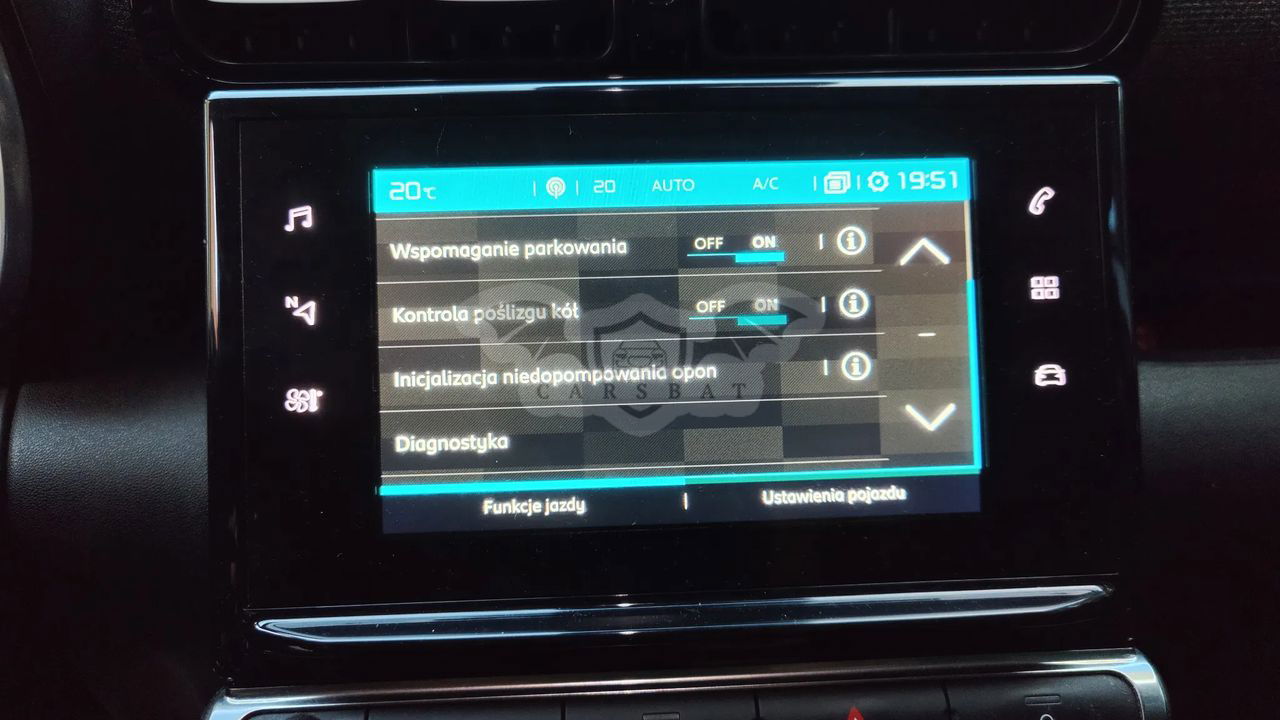 20°C 20 AUTO A/C 19:51
Wspomaganie parkowania OFF ON
Kontrola poślizgu kół OFF ON
Inicjalizacja niedopompowania opon
CARSBAT
Diagnostyka
Funkcje jazdy Ustawienia pojazdu
N